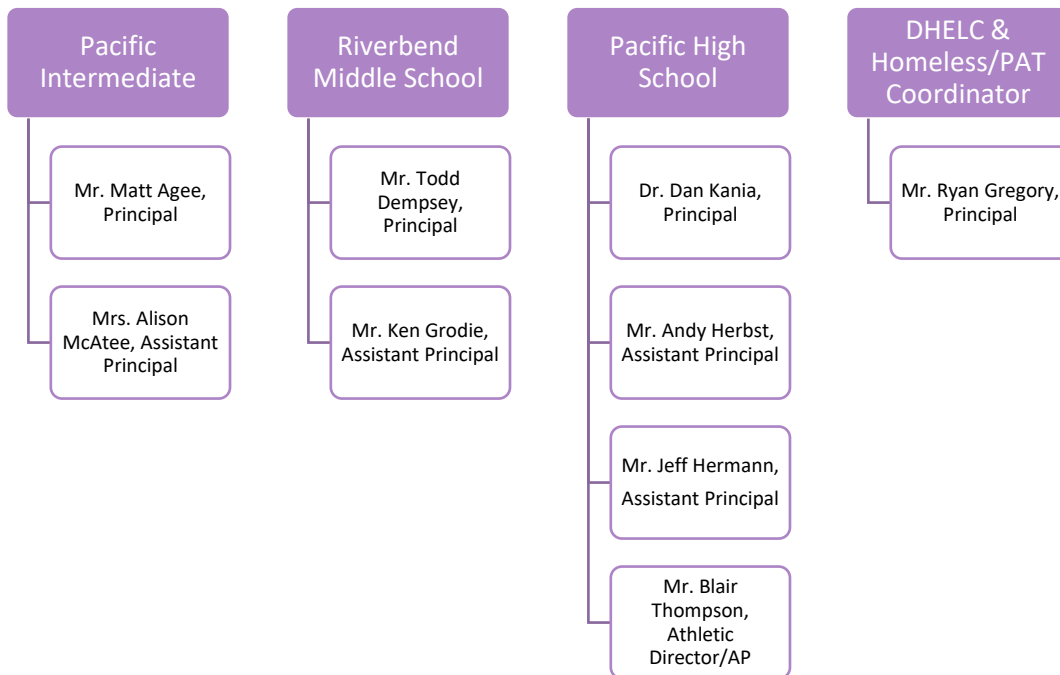 Pacific
Intermediate
Mr. Matt Agee,
Principal
Mrs. Alison
McAtee, Assistant
Principal
Riverbend
Middle School
Mr. Todd
Dempsey,
Principal
Mr. Ken Grodie,
Assistant Principal
Pacific High
School
Dr. Dan Kania,
Principal
Mr. Andy Herbst,
Assistant Principal
Mr. Jeff Hermann,
Assistant Principal
Mr. Blair
Thompson,
Athletic
Director/AP
DHELC &
Homeless/PAT
Coordinator
Mr. Ryan Gregory,
Principal